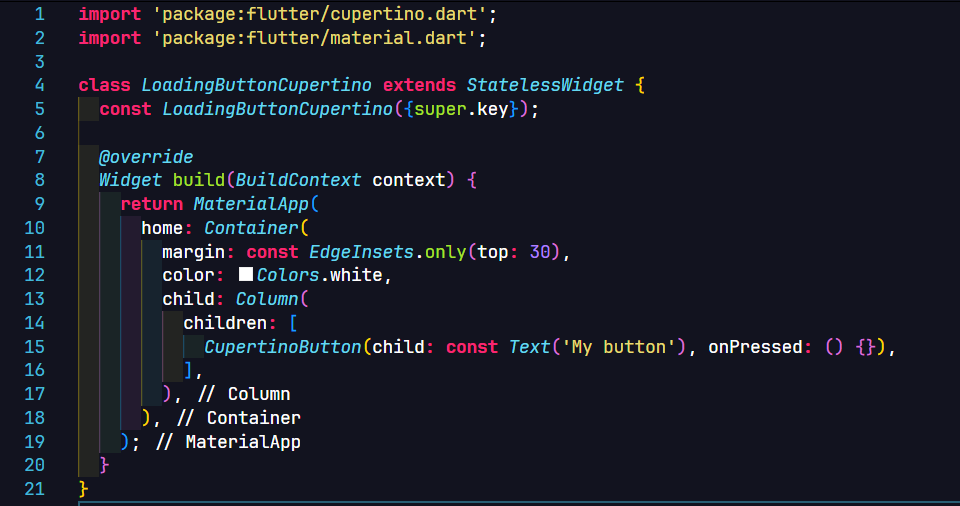 1 import 'package:flutter/cupertino.dart';
2 import 'package:flutter/material.dart';
3
4 class LoadingButtonCupertino extends StatelessWidget {
5   const LoadingButtonCupertino({super.key});
6
7   @override
8   Widget build(BuildContext context) {
9     return MaterialApp(
10       home: Container(
11         margin: const EdgeInsets.only(top: 30),
12         color: Colors.white,
13         child: Column(
14           children: [
15             CupertinoButton(child: const Text('My button'), onPressed: () {}),
16           ],
17         ), // Column
18       ), // Container
19     ); // MaterialApp
20   }
21 }